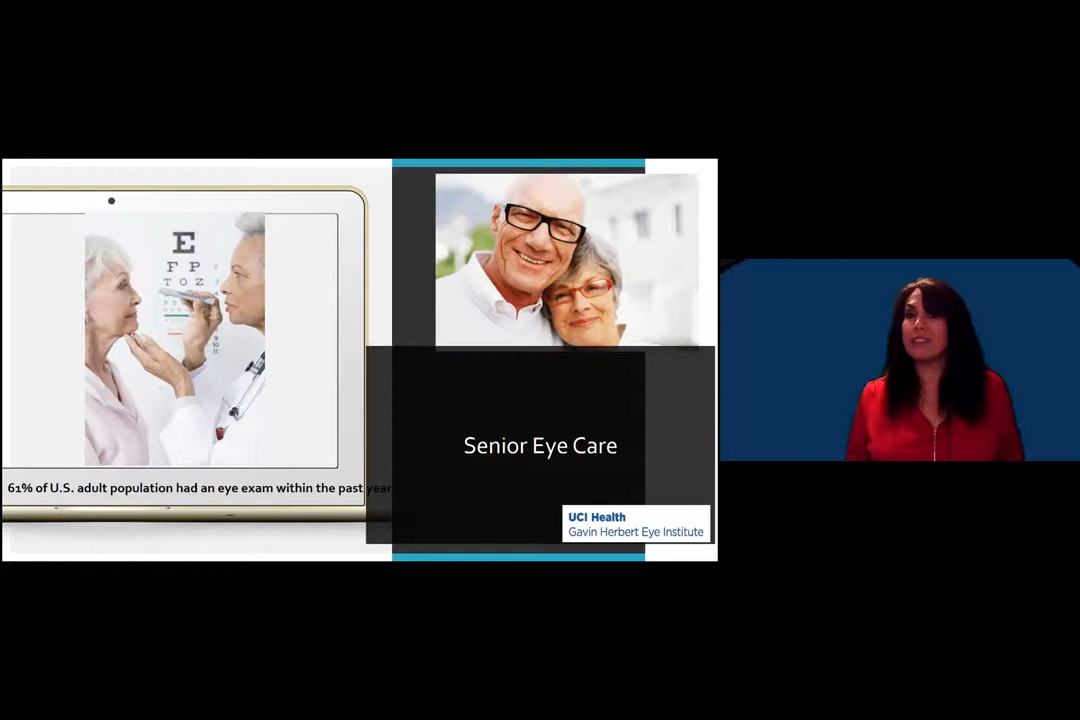 E
F P
T O Z
61% of U.S. adult population had an eye exam within the past year
Senior Eye Care
UCI Health
Gavin Herbert Eye Institute